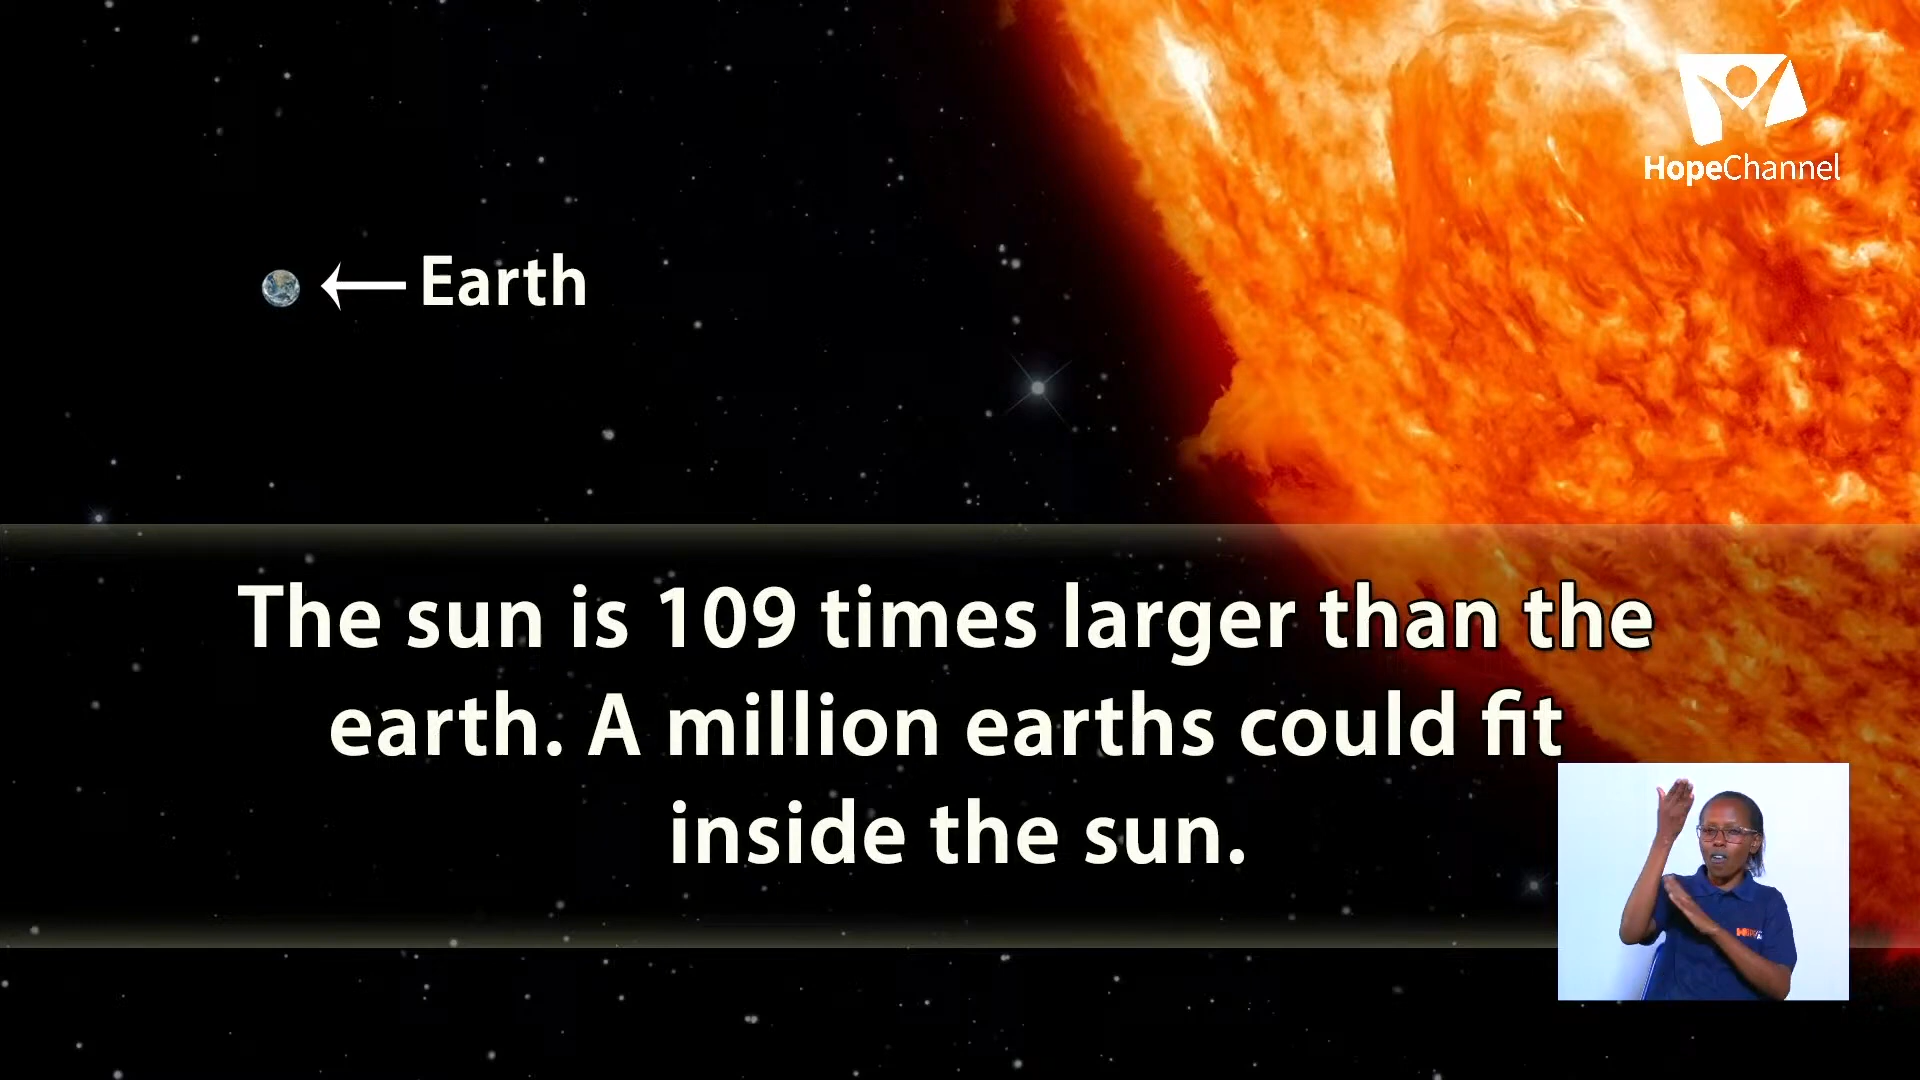 HopeChannel
Earth
The sun is 109 times larger than the
earth. A million earths could fit
inside the sun.